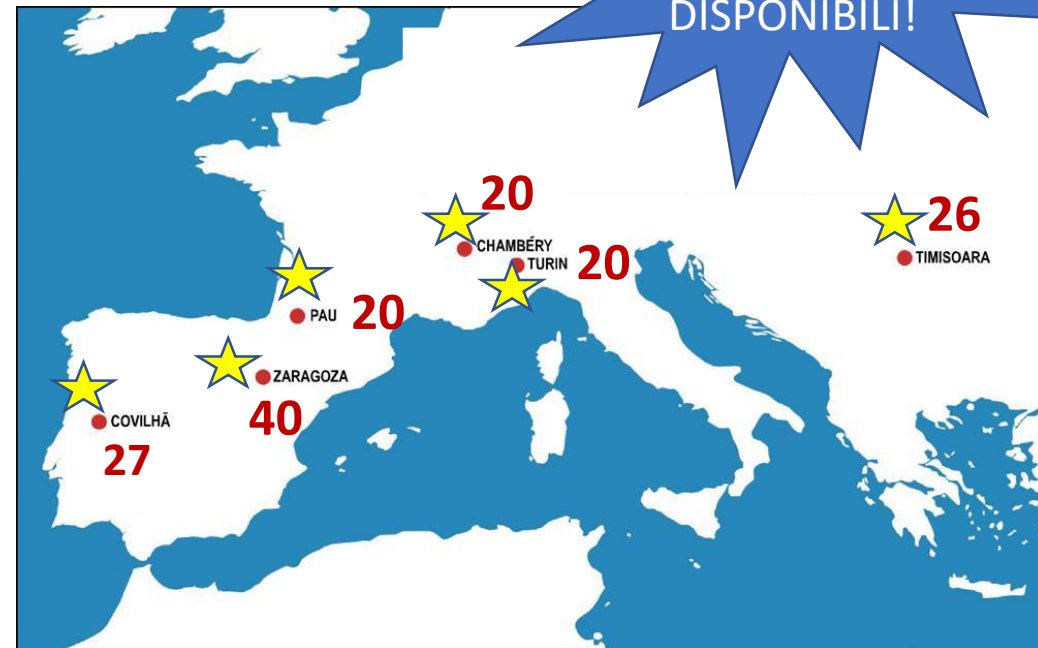 DISPONIBILI!
20
26
CHAMBÉRY
TURIN
20
TIMISOARA
PAU
20
ZARAGOZA
40
COVILHÃ
27